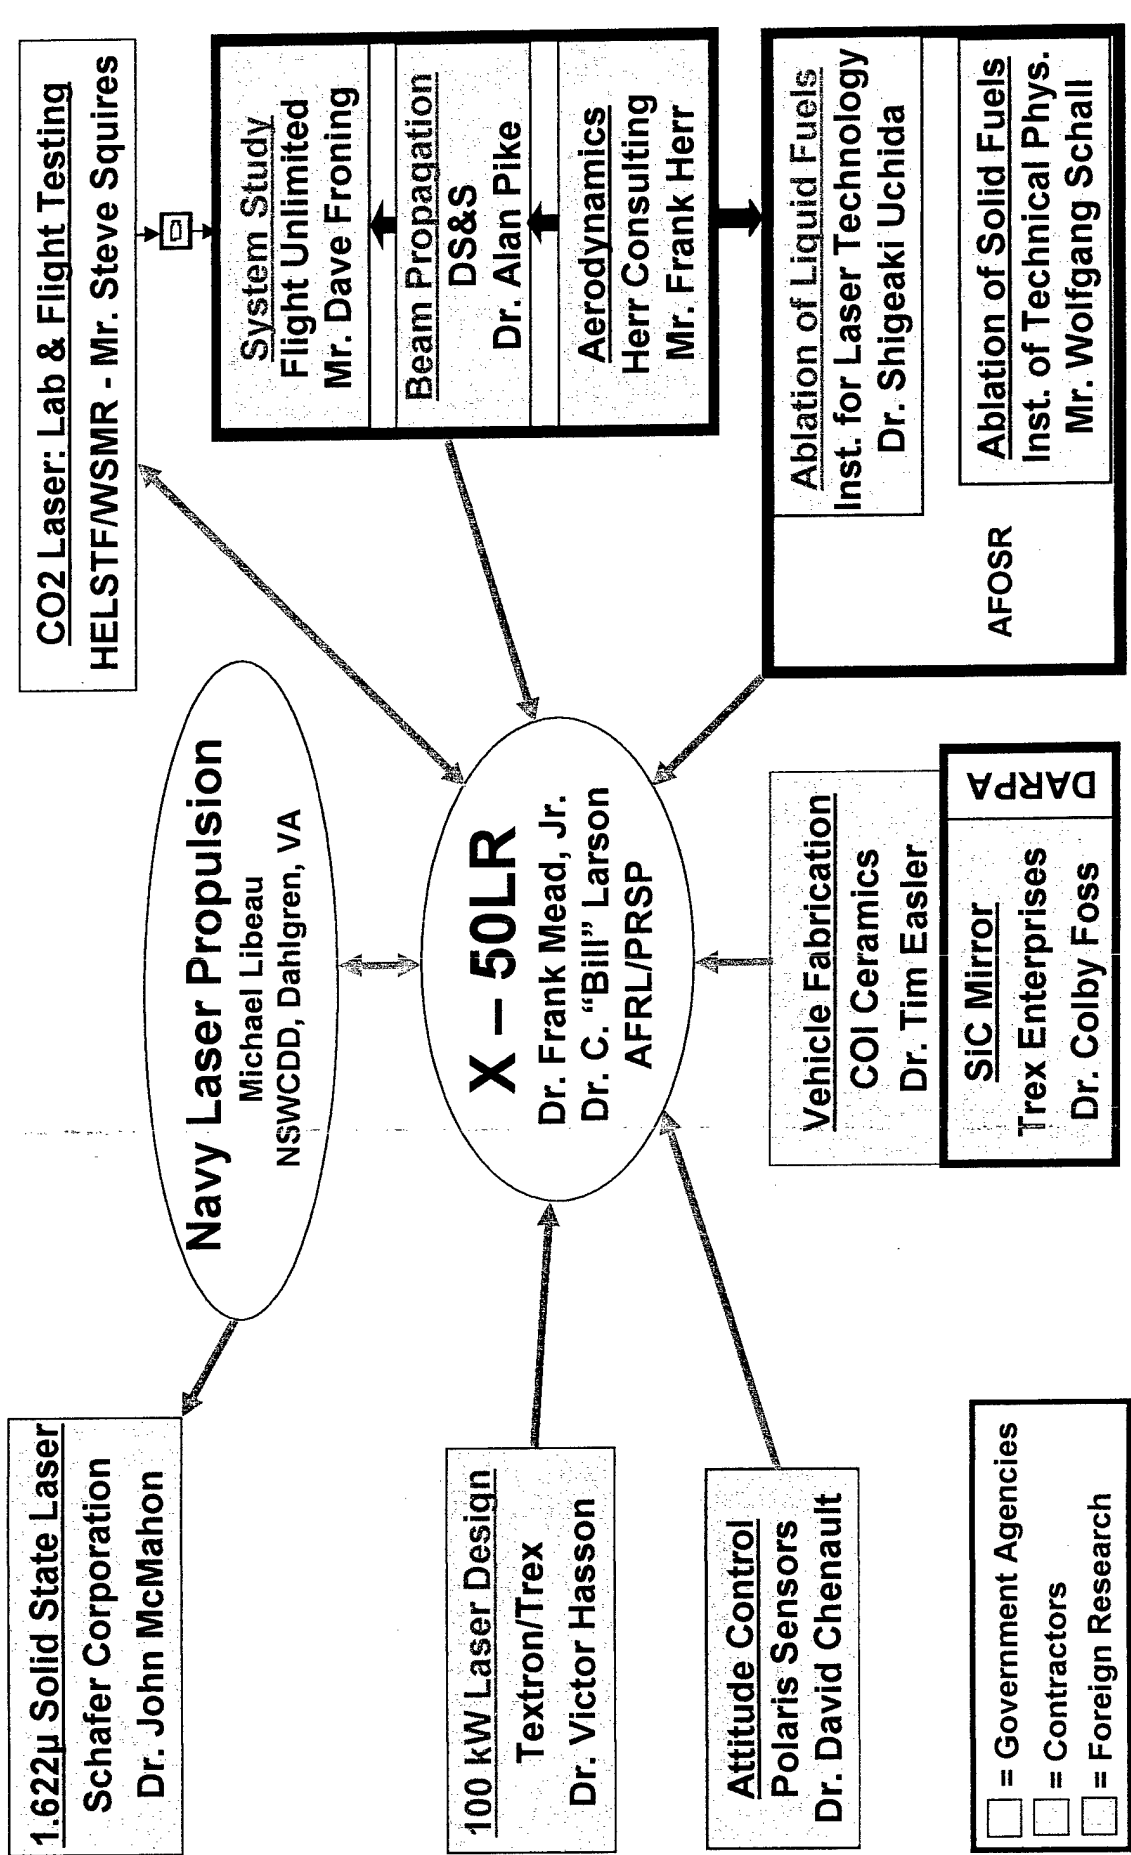 1.622µ Solid State Laser
Schafer Corporation
Dr. John McMahon
Navy Laser Propulsion
Michael Libeau
NSWCDD, Dahlgren, VA
CO2 Laser: Lab & Flight Testing
HELSTF/WSMR - Mr. Steve Squires
100 kW Laser Design
Textron/Trex
Dr. Victor Hasson
X – 50LR
Dr. Frank Mead, Jr.
Dr. C. "Bill" Larson
AFRL/PRSP
System Study
Flight Unlimited
Mr. Dave Froning
Beam Propagation
DS&S
Dr. Alan Pike
Aerodynamics
Herr Consulting
Mr. Frank Herr
Attitude Control
Polaris Sensors
Dr. David Chenault
Vehicle Fabrication
COI Ceramics
Dr. Tim Easler
SiC Mirror
Trex Enterprises
Dr. Colby Foss
DARPA
Ablation of Liquid Fuels
Inst. for Laser Technology
Dr. Shigeaki Uchida
Ablation of Solid Fuels
Inst. of Technical Phys.
Mr. Wolfgang Schall
AFOSR
= Government Agencies
= Contractors
= Foreign Research